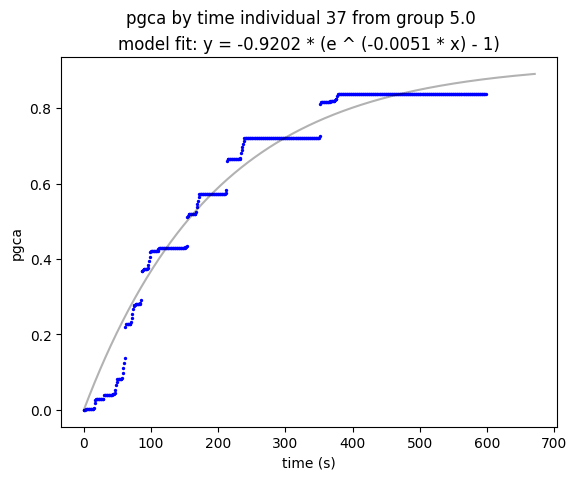 pgca by time individual 37 from group 5.0
model fit: y = -0.9202 * (e ^ (-0.0051 * x) - 1)
pgca
0.8
0.6
0.4
0.2
0.0
0 100 200 300 400 500 600 700
time (s)